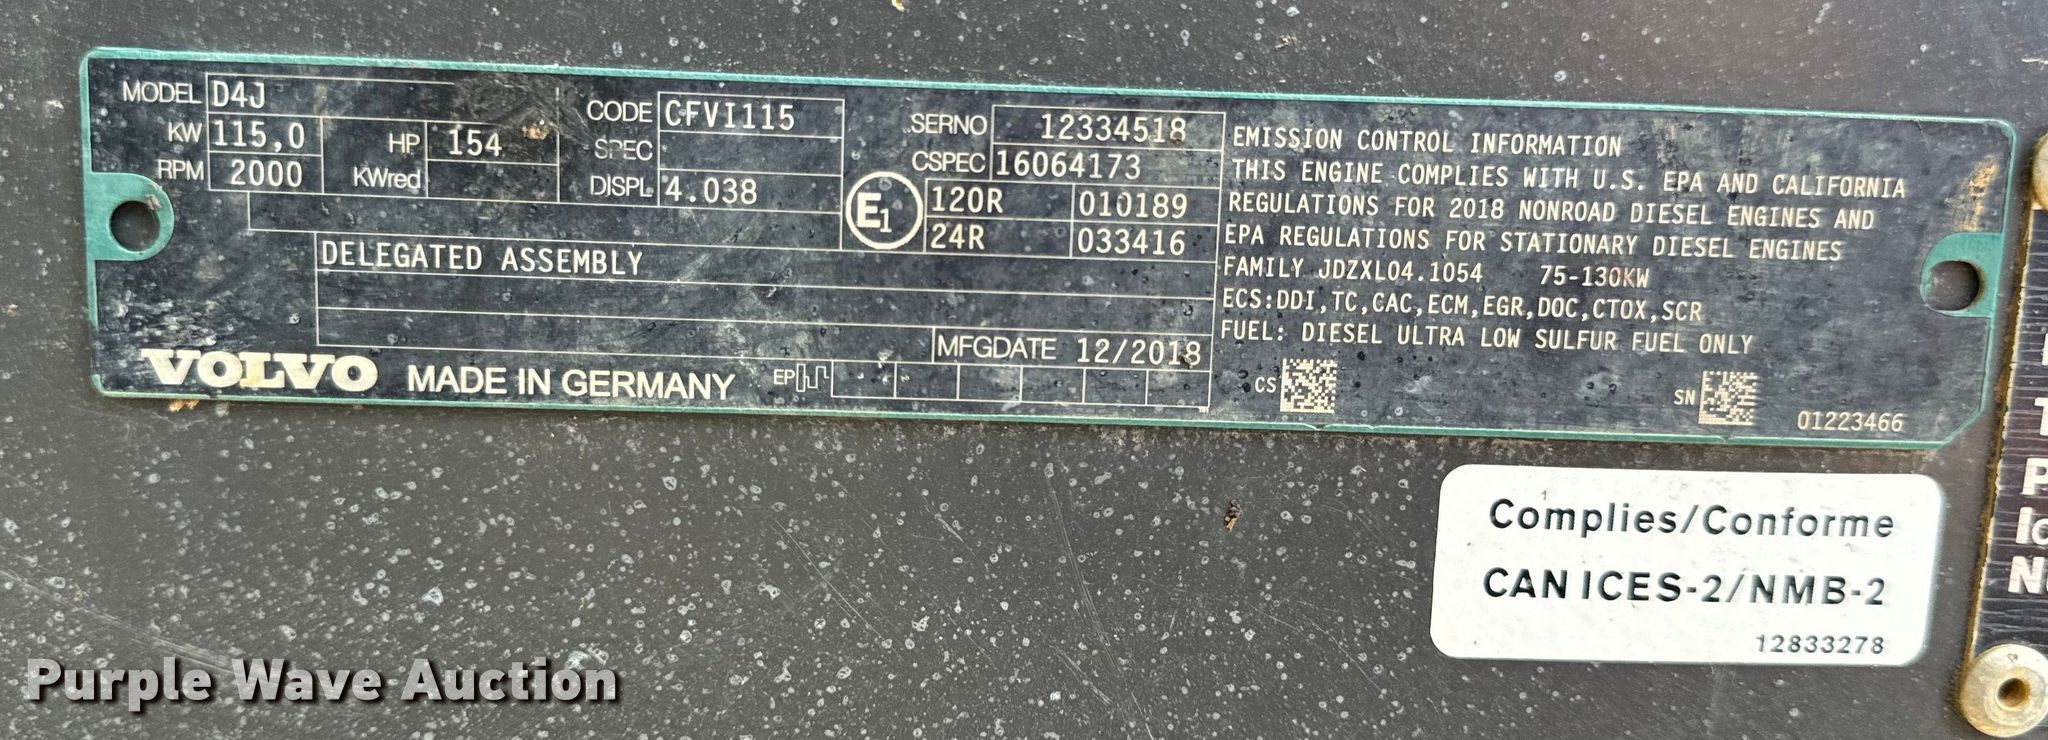 MODEL D4J
KW 115,0 HP 154
RPM 2000 KWred
CODE CFVI115
SPEC
DISPL 4.038
SERNO 12334518
CSPEC 16064173
E1 120R 010189
24R 033416
DELEGATED ASSEMBLY
MFGDATE 12/2018
VOLVO MADE IN GERMANY EP
EMISSION CONTROL INFORMATION
THIS ENGINE COMPLIES WITH U.S. EPA AND CALIFORNIA
REGULATIONS FOR 2018 NONROAD DIESEL ENGINES AND
EPA REGULATIONS FOR STATIONARY DIESEL ENGINES
FAMILY JDZXL04.1054 75-130KW
ECS:DDI,TC,CAC,ECM,EGR,DOC,CTOX,SCR
FUEL: DIESEL ULTRA LOW SULFUR FUEL ONLY
CS SN 01223466
Complies/Conforme
CAN ICES-2/NMB-2
12833278
Purple Wave Auction